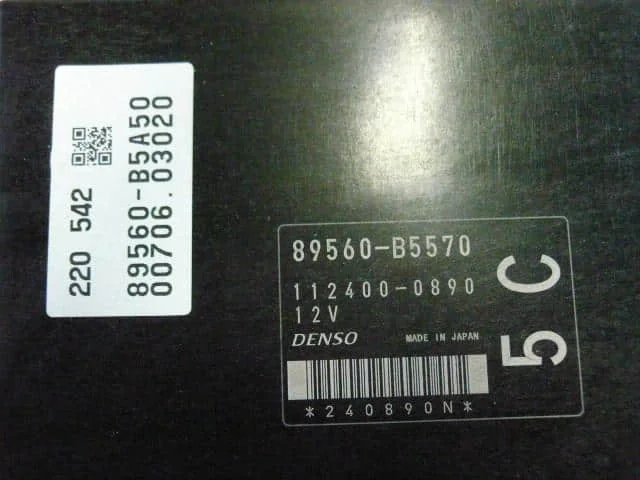 220 542
89560-B5A50
00706.03020
89560-B5570
112400-0890
12V
DENSO MADE IN JAPAN
*240890N*
5C